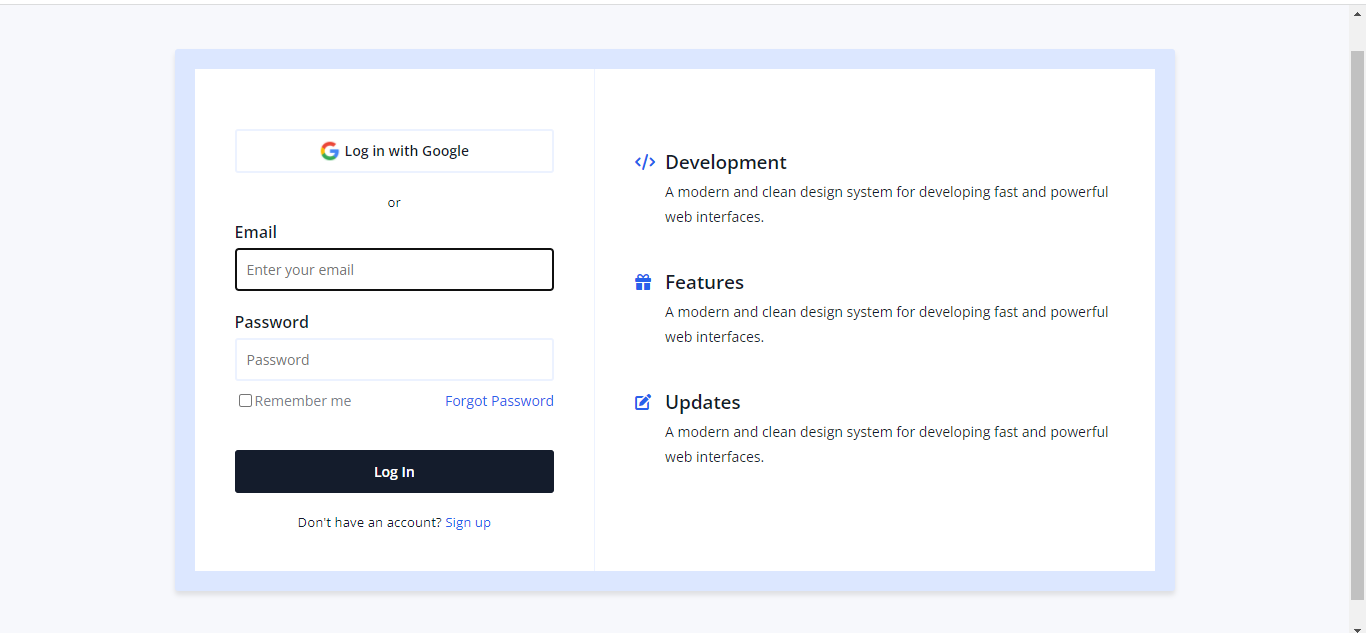 Log in with Google
or
Email
Enter your email
Password
Password
Remember me
Forgot Password
Log In
Don't have an account? Sign up
Development
A modern and clean design system for developing fast and powerful
web interfaces.
Features
A modern and clean design system for developing fast and powerful
web interfaces.
Updates
A modern and clean design system for developing fast and powerful
web interfaces.